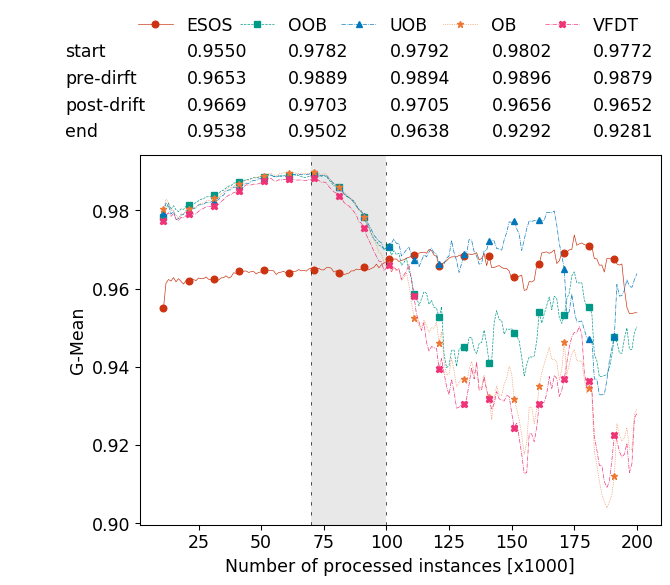 ESOS OOB UOB OB VFDT
start 0.9550 0.9782 0.9792 0.9802 0.9772
pre-dirft 0.9653 0.9889 0.9894 0.9896 0.9879
post-drift 0.9669 0.9703 0.9705 0.9656 0.9652
end 0.9538 0.9502 0.9638 0.9292 0.9281
0.98
0.96
0.94
0.92
0.90
G-Mean
25 50 75 100 125 150 175 200
Number of processed instances [x1000]